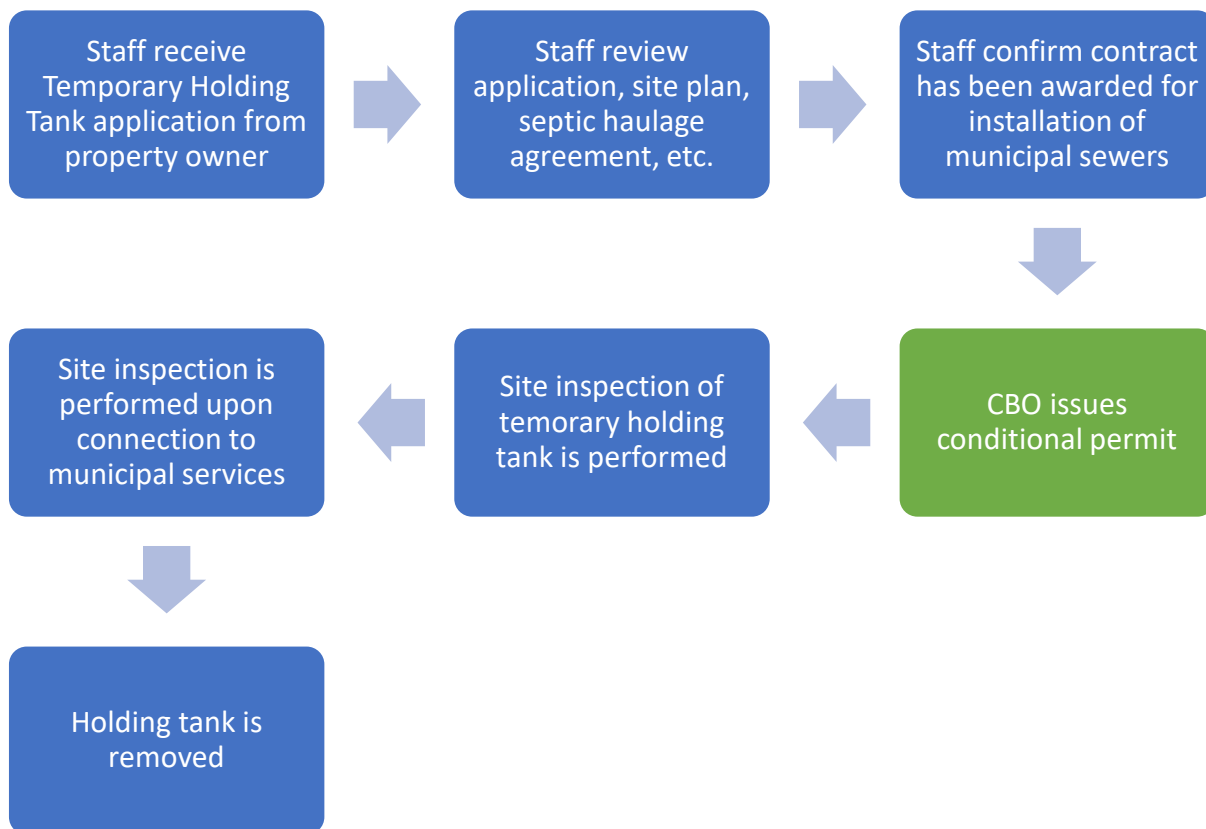 Staff receive
Temporary Holding
Tank application from
property owner
Staff review
application, site plan,
septic haulage
agreement, etc.
Staff confirm contract
has been awarded for
installation of
municipal sewers
CBO issues
conditional permit
Site inspection of
temorary holding
tank is performed
Site inspection is
performed upon
connection to
municipal services
Holding tank is
removed